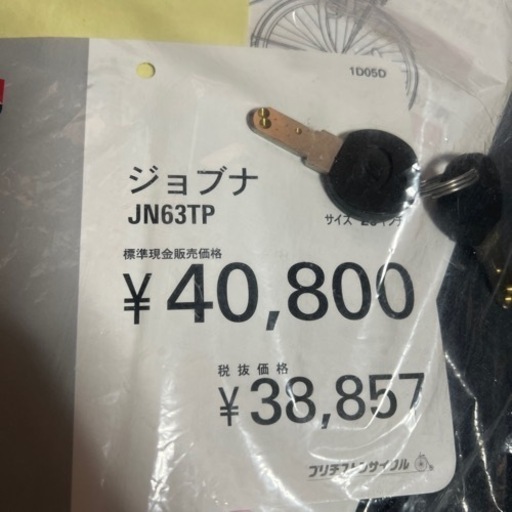 1D05D
ジョブナ
JN63TP
サイズ
標準現金販売価格
¥40,800
税抜価格
¥38,857
ブリヂストンサイクル